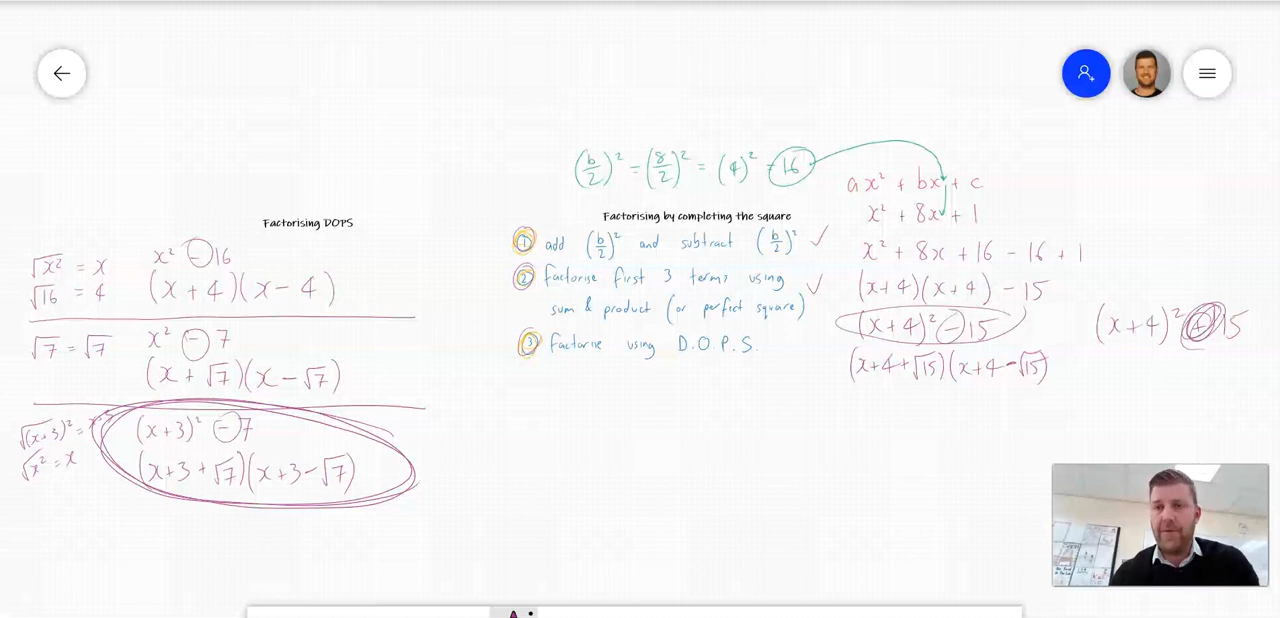 Factorising DOPS
√x² = x
x² − 16
√16 = 4
(x + 4)(x − 4)
√7 = √7
x² − 7
(x + √7)(x − √7)
√(x+3)² = x+3
(x+3)² − 7
√x² = x
(x+3 + √7)(x+3 − √7)
(b/2)² = (8/2)² = (4)² = 16
Factorising by completing the square
① add (b/2)² and subtract (b/2)² ✓
② Factorise first 3 terms using
sum & product (or perfect square) ✓
③ Factorise using D.O.P.S.
ax² + bx + c
x² + 8x + 1
x² + 8x + 16 − 16 + 1
(x+4)(x+4) − 15
(x+4)² − 15
(x+4+√15)(x+4−√15)
(x+4)² + 15